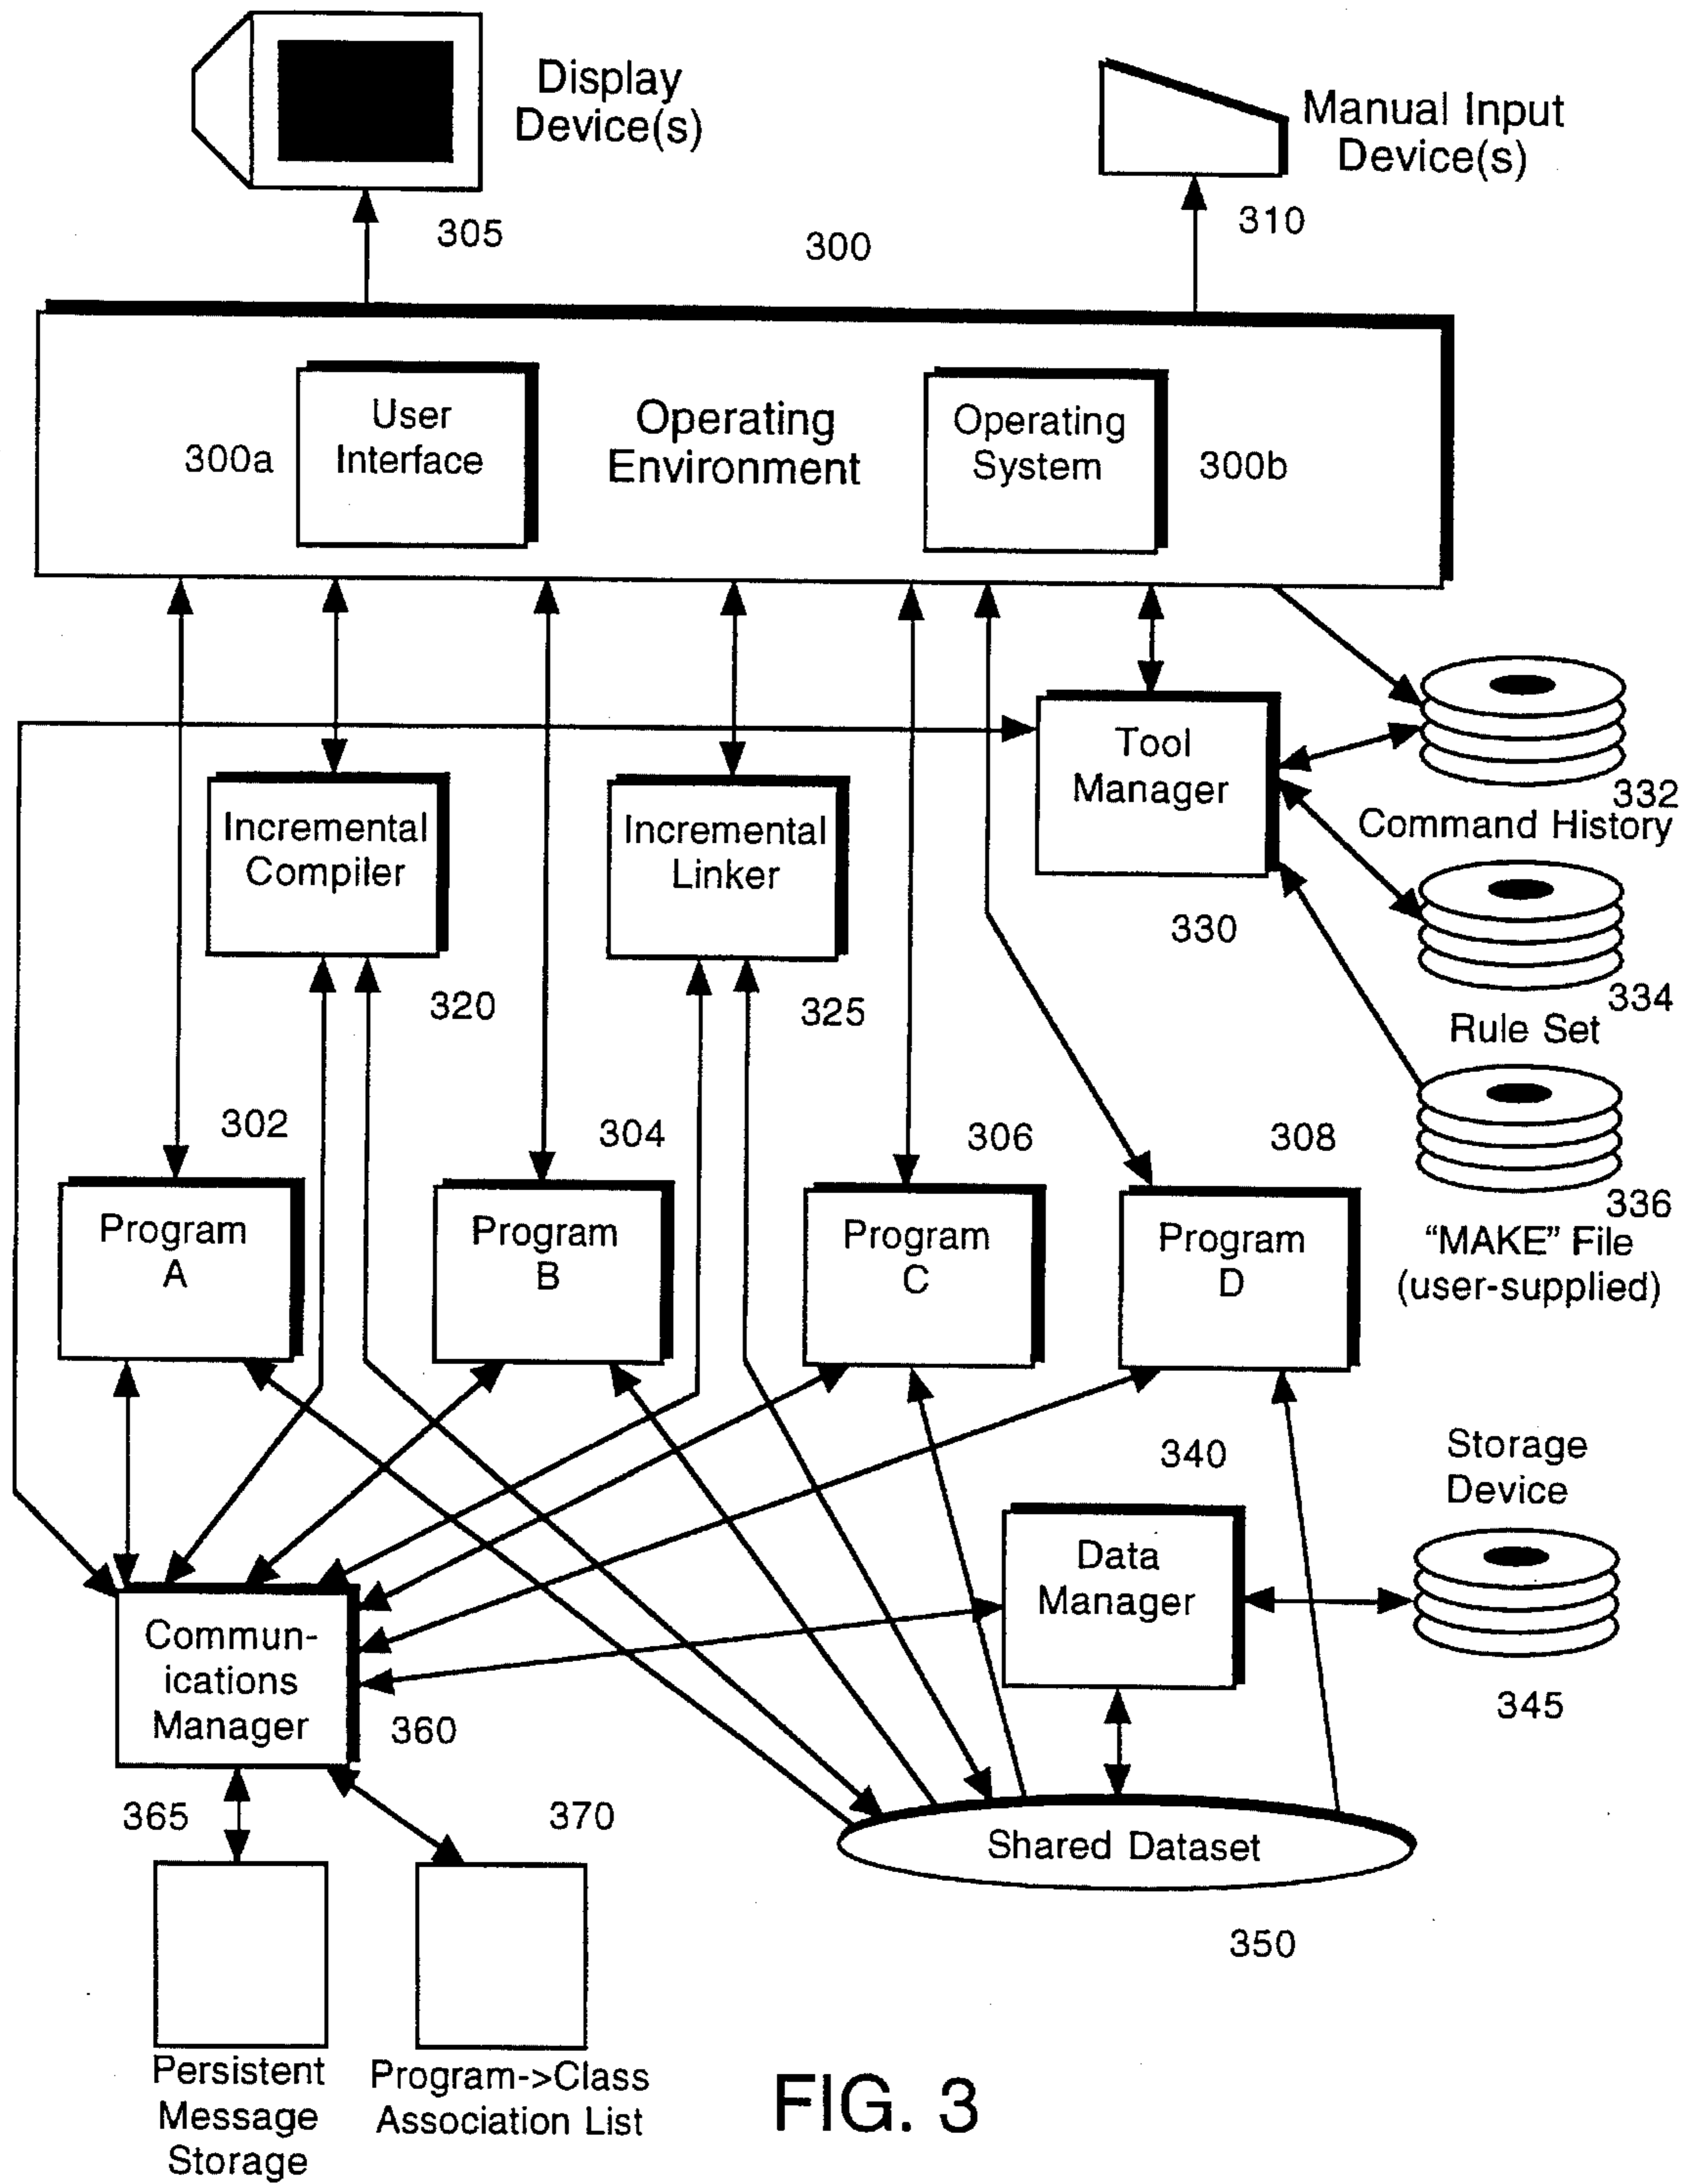 Display
Device(s)
Manual Input
Device(s)
305
300
310
300a
User
Interface
Operating
Environment
Operating
System
300b
Tool
Manager
332
Command History
Incremental
Compiler
Incremental
Linker
330
334
Rule Set
320
325
302
304
306
308
336
"MAKE" File
(user-supplied)
Program
A
Program
B
Program
C
Program
D
340
Storage
Device
Data
Manager
Commun-
ications
Manager
360
345
365
370
Shared Dataset
350
Persistent
Message
Storage
Program->Class
Association List
FIG. 3